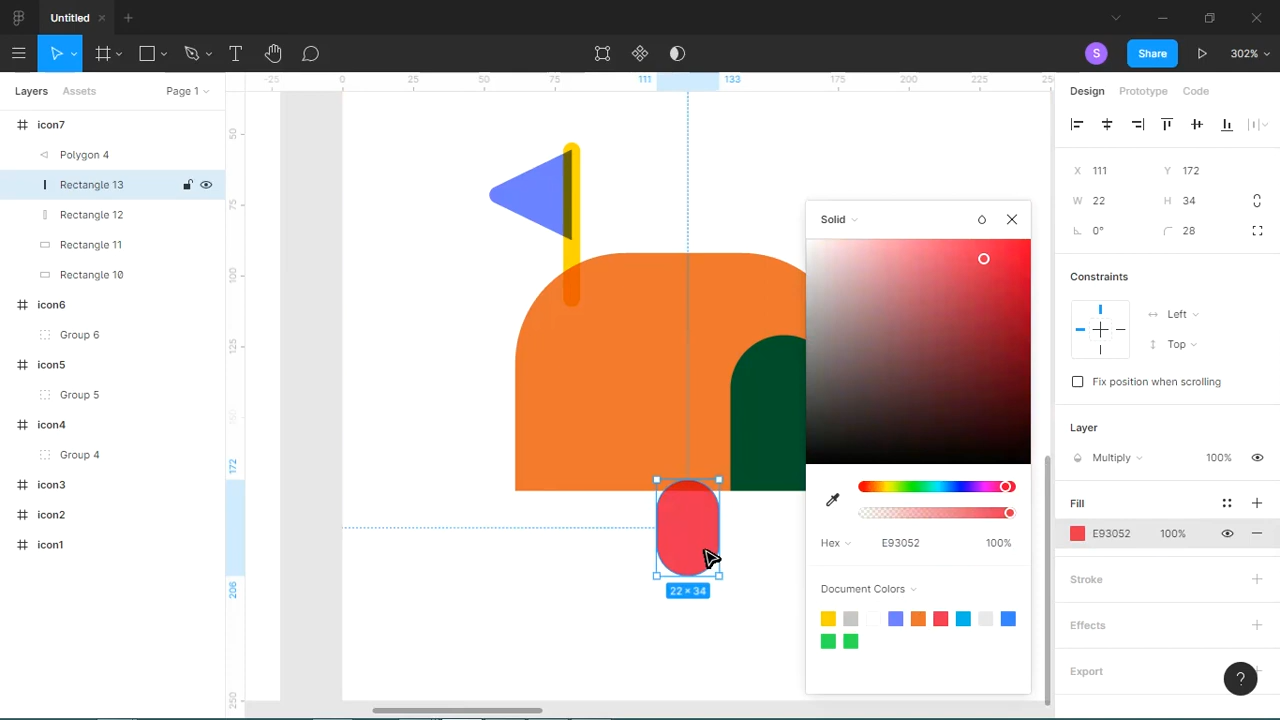 Untitled
Share
302%
Layers
Assets
Page 1
-25 0 25 50 75 111 133 175 200 225 250
Design
Prototype
Code
icon7
Polygon 4
Rectangle 13
Rectangle 12
Rectangle 11
Rectangle 10
icon6
Group 6
icon5
Group 5
icon4
Group 4
icon3
icon2
icon1
50
75
100
125
150
172
206
250
22 × 34
Solid
Hex
E93052
100%
Document Colors
X 111 Y 172
W 22 H 34
0° 28
Constraints
Left
Top
Fix position when scrolling
Layer
Multiply 100%
Fill
E93052 100%
Stroke
Effects
Export
S
?